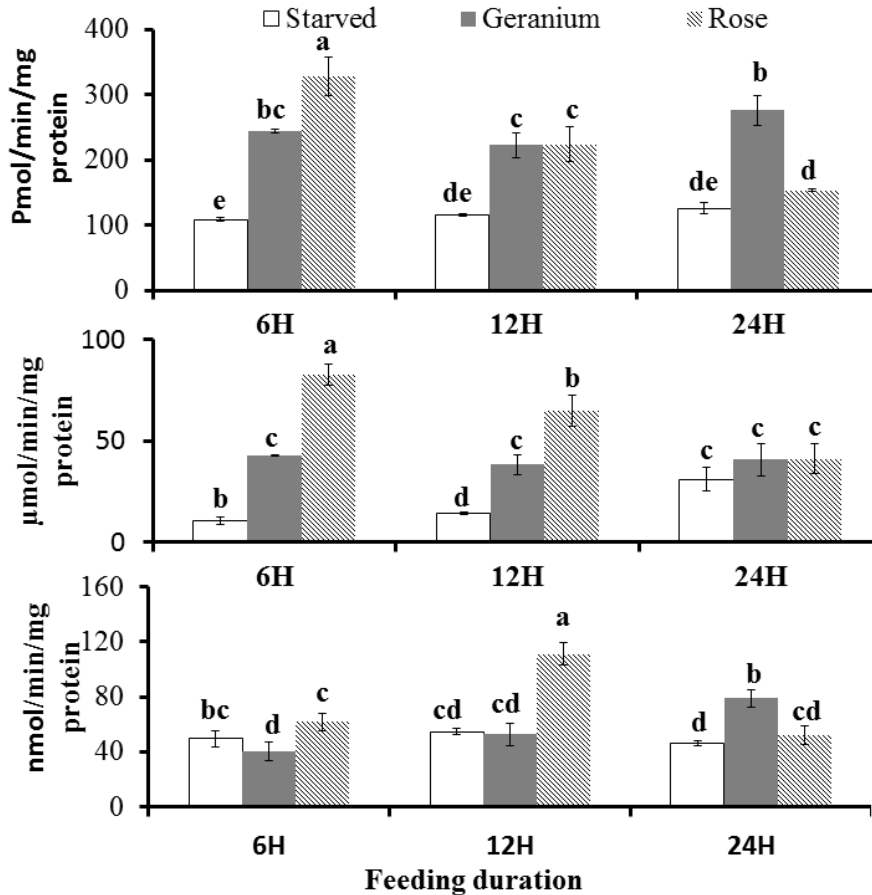 Starved Geranium Rose
400
300
200
100
0
Pmol/min/mg
protein
e bc a
de c c
de b d
6H 12H 24H
100
50
0
µmol/min/mg
protein
b c a
d c b
c c c
6H 12H 24H
160
120
80
40
0
nmol/min/mg
protein
bc d c
cd cd a
d b cd
6H 12H 24H
Feeding duration